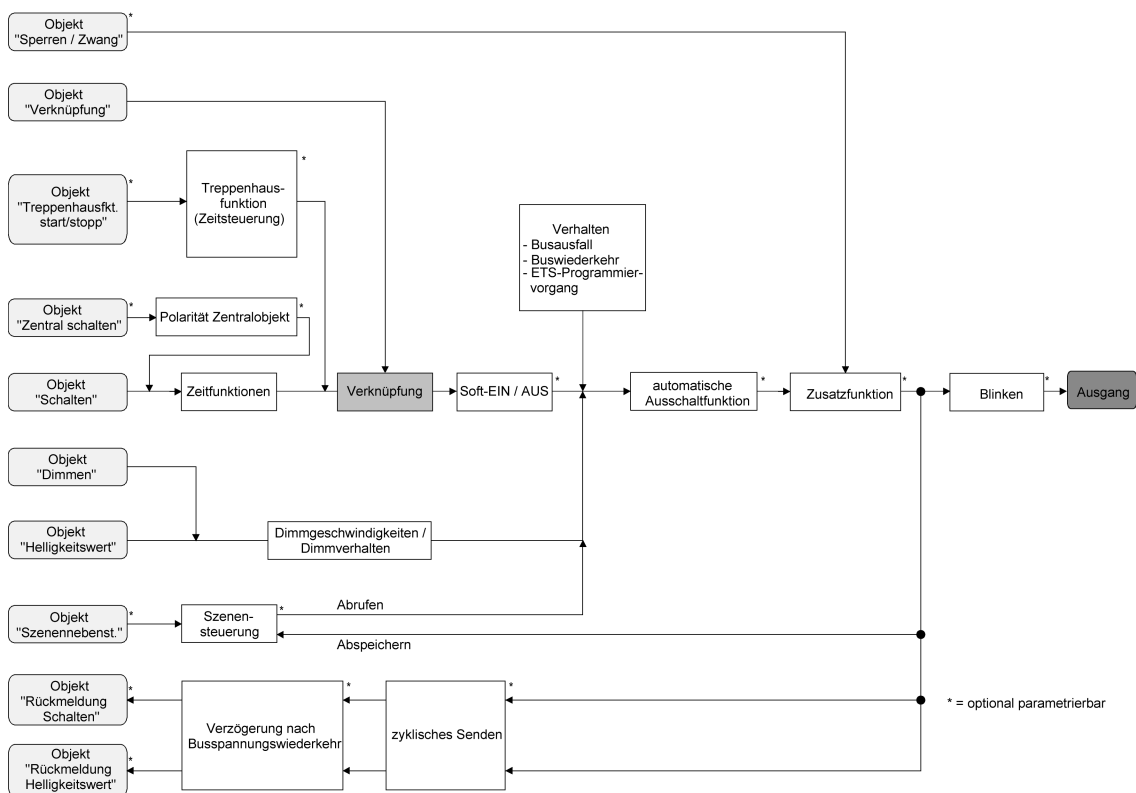 Objekt
"Sperren / Zwang"
*
Objekt
"Verknüpfung"
Objekt
"Treppenhausfkt.
start/stopp"
*
Treppenhaus-
funktion
(Zeitsteuerung)
*
Verhalten
- Busausfall
- Buswiederkehr
- ETS-Programmier-
vorgang
Objekt
"Zentral schalten"
*
Polarität Zentralobjekt
*
Objekt
"Schalten"
Zeitfunktionen
Verknüpfung
Soft-EIN / AUS
*
automatische
Ausschaltfunktion
*
Zusatzfunktion
*
Blinken
*
Ausgang
Objekt
"Dimmen"
Objekt
"Helligkeitswert"
Dimmgeschwindigkeiten /
Dimmverhalten
Objekt
"Szenennebenst."
*
Szenen-
steuerung
*
Abrufen
Abspeichern
Objekt
"Rückmeldung
Schalten"
*
Verzögerung nach
Busspannungswiederkehr
*
zyklisches Senden
*
* = optional parametrierbar
Objekt
"Rückmeldung
Helligkeitswert"
*